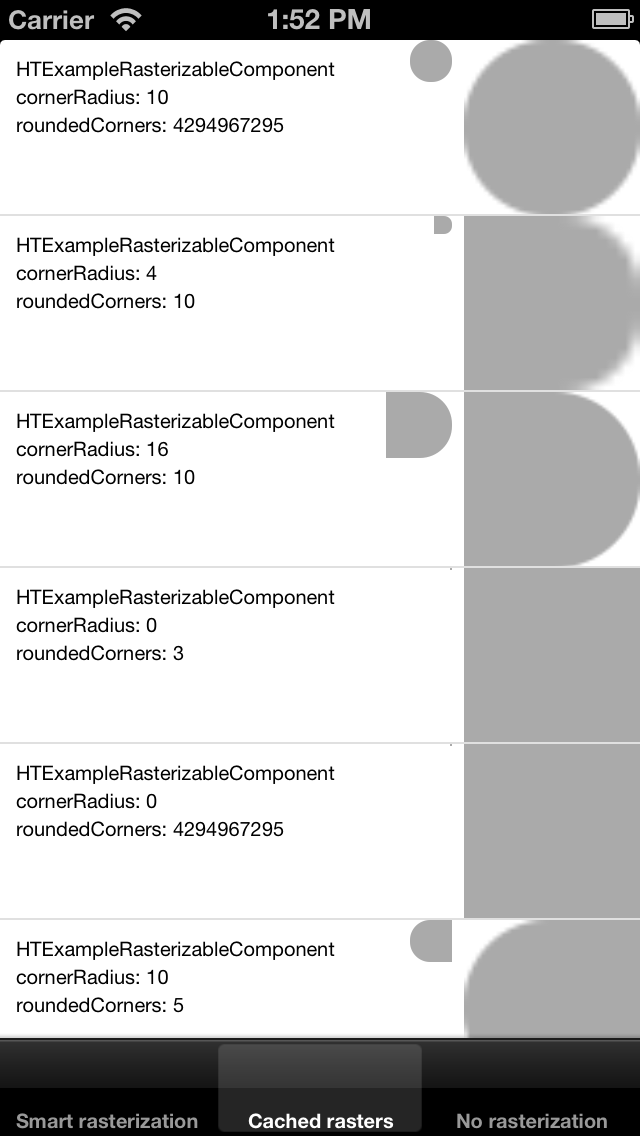 Carrier 1:52 PM
HTExampleRasterizableComponent
cornerRadius: 10
roundedCorners: 4294967295
HTExampleRasterizableComponent
cornerRadius: 4
roundedCorners: 10
HTExampleRasterizableComponent
cornerRadius: 16
roundedCorners: 10
HTExampleRasterizableComponent
cornerRadius: 0
roundedCorners: 3
HTExampleRasterizableComponent
cornerRadius: 0
roundedCorners: 4294967295
HTExampleRasterizableComponent
cornerRadius: 10
roundedCorners: 5
Smart rasterization Cached rasters No rasterization